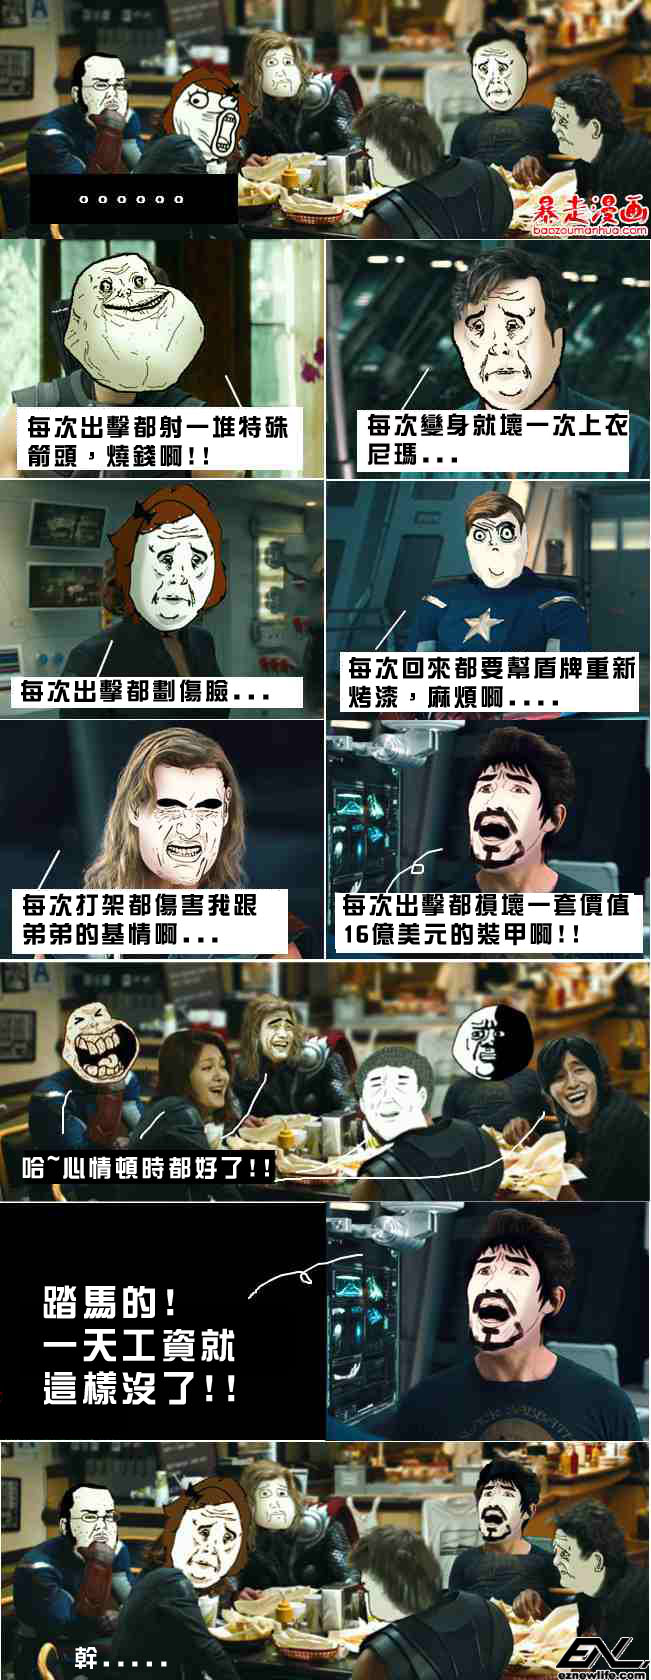 。。。。。。
暴走漫画
baozoumanhua.com
每次出擊都射一堆特殊
箭頭，燒錢啊!!
每次變身就壞一次上衣
尼瑪...
每次出擊都劃傷臉...
每次回來都要幫盾牌重新
烤漆，麻煩啊....
每次打架都傷害我跟
弟弟的基情啊...
每次出擊都損壞一套價值
16億美元的裝甲啊!!
哈~心情頓時都好了!!
踏馬的!
一天工資就
這樣沒了!!
幹.....
ENL
eznewlife.com